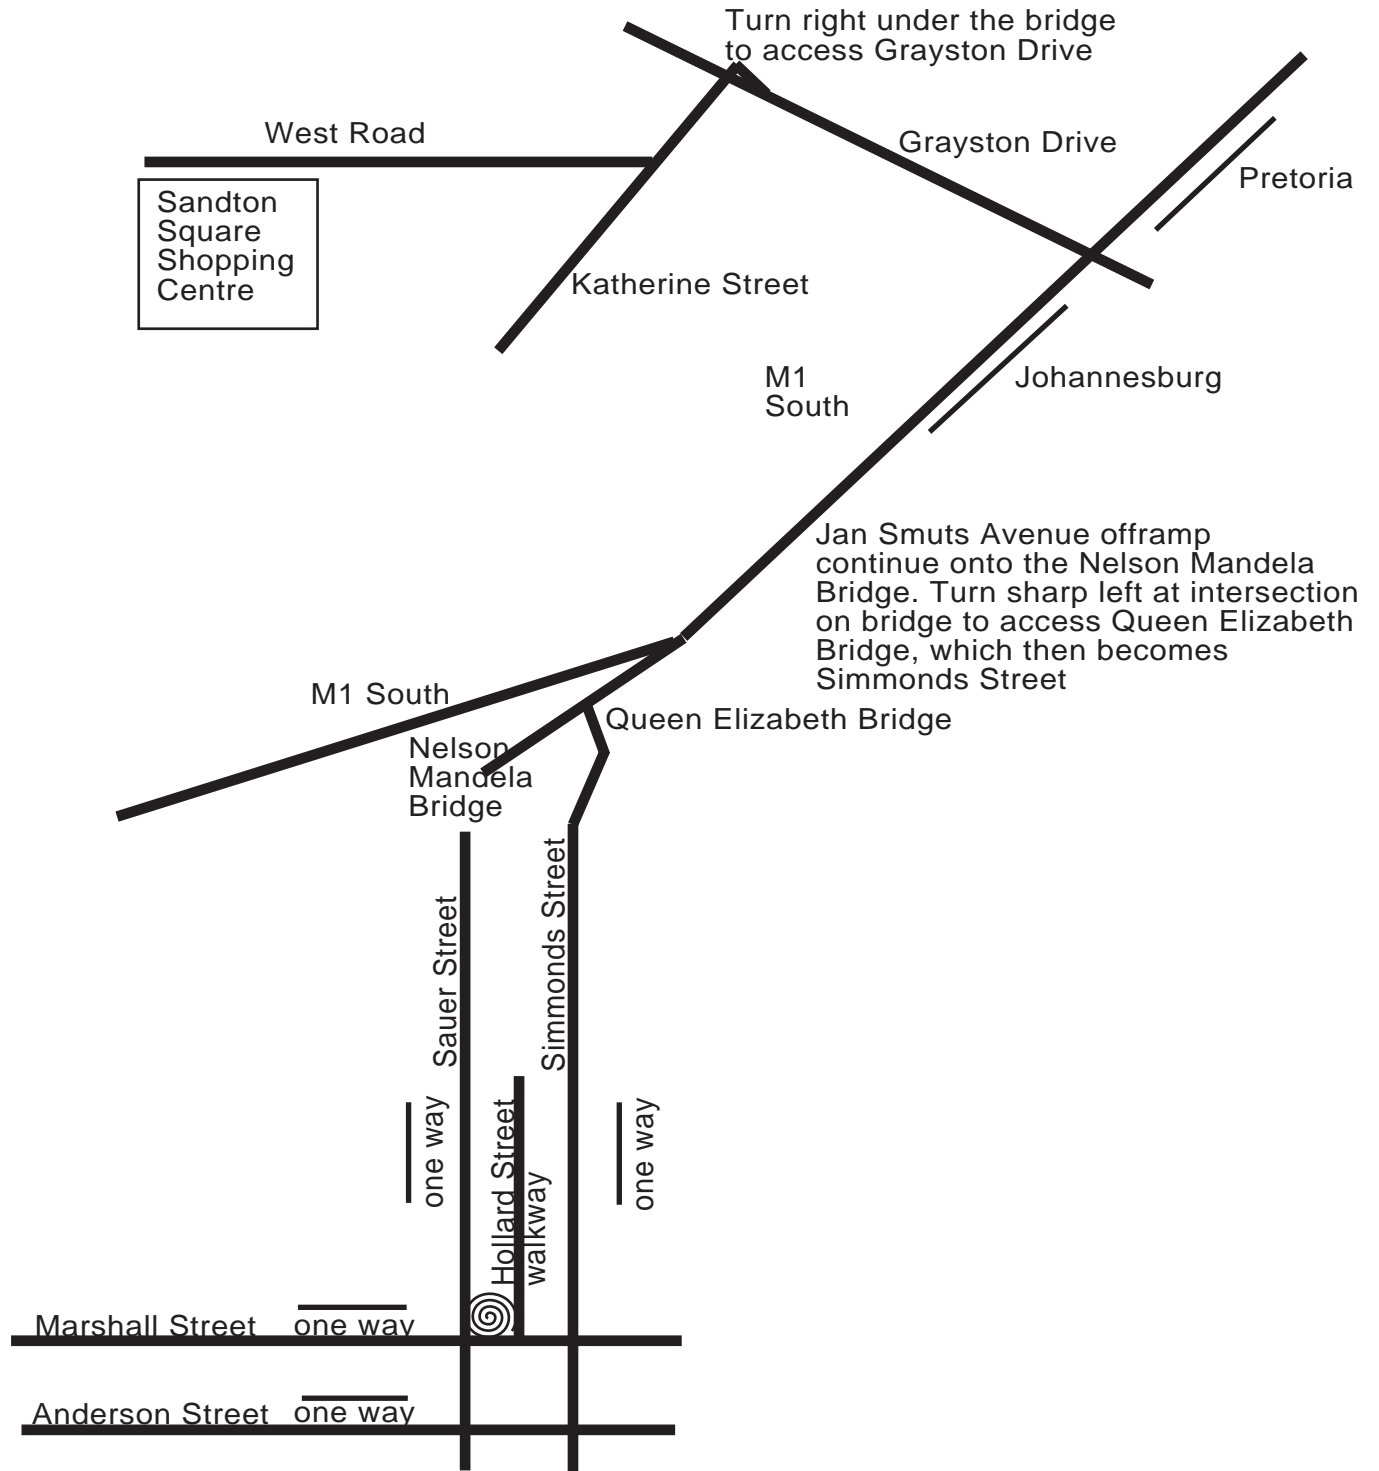 Turn right under the bridge
to access Grayston Drive
West Road
Grayston Drive
Pretoria
Sandton
Square
Shopping
Centre
Katherine Street
M1
South
Johannesburg
Jan Smuts Avenue offramp
continue onto the Nelson Mandela
Bridge. Turn sharp left at intersection
on bridge to access Queen Elizabeth
Bridge, which then becomes
Simmonds Street
M1 South
Queen Elizabeth Bridge
Nelson
Mandela
Bridge
Sauer Street
Simmonds Street
one way
Hollard Street
walkway
one way
Marshall Street
one way
Anderson Street
one way